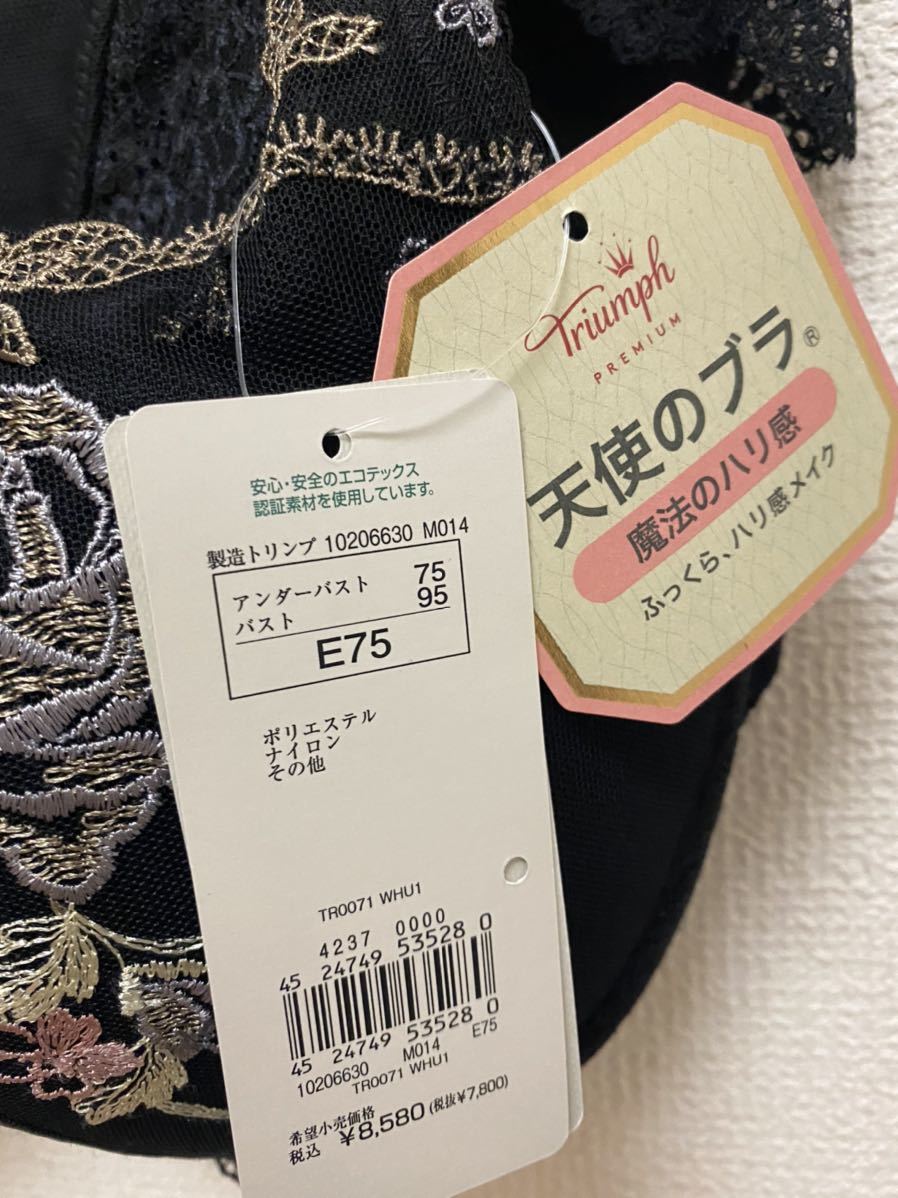 Triumph
PREMIUM
天使のブラ®
魔法のハリ感
ふっくら、ハリ感メイク
安心・安全のエコテックス
認証素材を使用しています。
製造トリンプ 10206630 M014
アンダーバスト 75
バスト 95
E75
ポリエステル
ナイロン
その他
TR0071 WHU1
4237 0000
45 24749 53528 0
45 24749 53528 0
10206630 M014 E75
TR0071 WHU1
希望小売価格
税込 ¥8,580(税抜¥7,800)